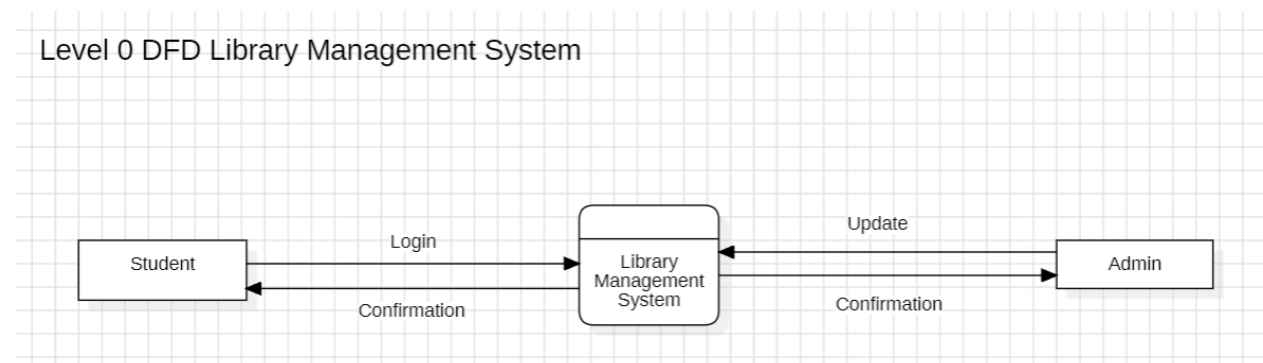 Level 0 DFD Library Management System
Update
Login
Student
Library
Management
System
Admin
Confirmation
Confirmation